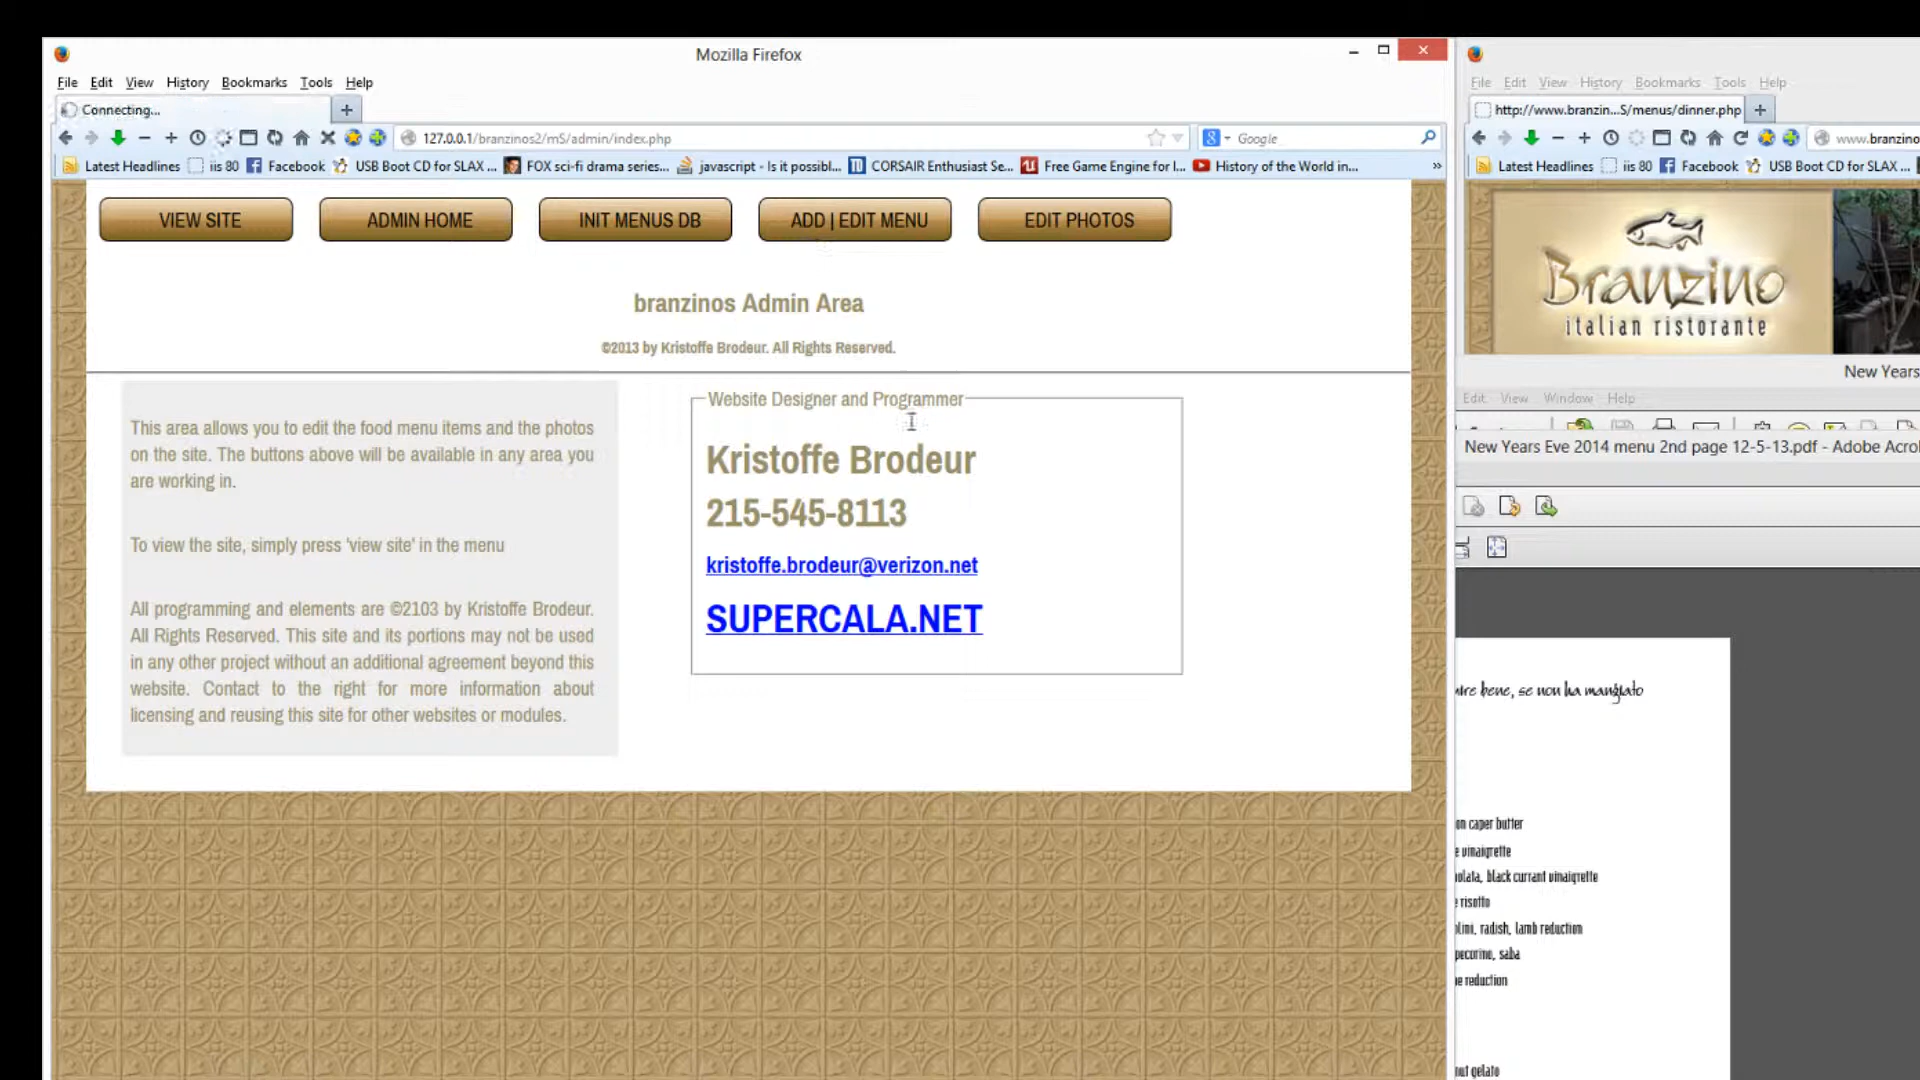 Mozilla Firefox
File Edit View History Bookmarks Tools Help
Connecting...
127.0.0.1/branzinos2/mS/admin/index.php
Google
Latest Headlines iis 80 Facebook USB Boot CD for SLAX ... FOX sci-fi drama series... javascript - Is it possibl... CORSAIR Enthusiast Se... Free Game Engine for I... History of the World in... »
VIEW SITE ADMIN HOME INIT MENUS DB ADD | EDIT MENU EDIT PHOTOS
branzinos Admin Area
©2013 by Kristoffe Brodeur. All Rights Reserved.
This area allows you to edit the food menu items and the photos
on the site. The buttons above will be available in any area you
are working in.
To view the site, simply press 'view site' in the menu
All programming and elements are ©2103 by Kristoffe Brodeur.
All Rights Reserved. This site and its portions may not be used
in any other project without an additional agreement beyond this
website. Contact to the right for more information about
licensing and reusing this site for other websites or modules.
Website Designer and Programmer
Kristoffe Brodeur
215-545-8113
kristoffe.brodeur@verizon.net
SUPERCALA.NET
File Edit View History Bookmarks Tools Help
http://www.branzin...S/menus/dinner.php
www.branzino
Latest Headlines iis 80 Facebook USB Boot CD for SLAX ...
Branzino
italian ristorante
New Years
Edit View Window Help
New Years Eve 2014 menu 2nd page 12-5-13.pdf - Adobe Acro
bene, se non ha mangiato
on caper butter
vinaigrette
olata, black currant vinaigrette
risotto
lini, radish, lamb reduction
pecorino, saba
reduction
gelato